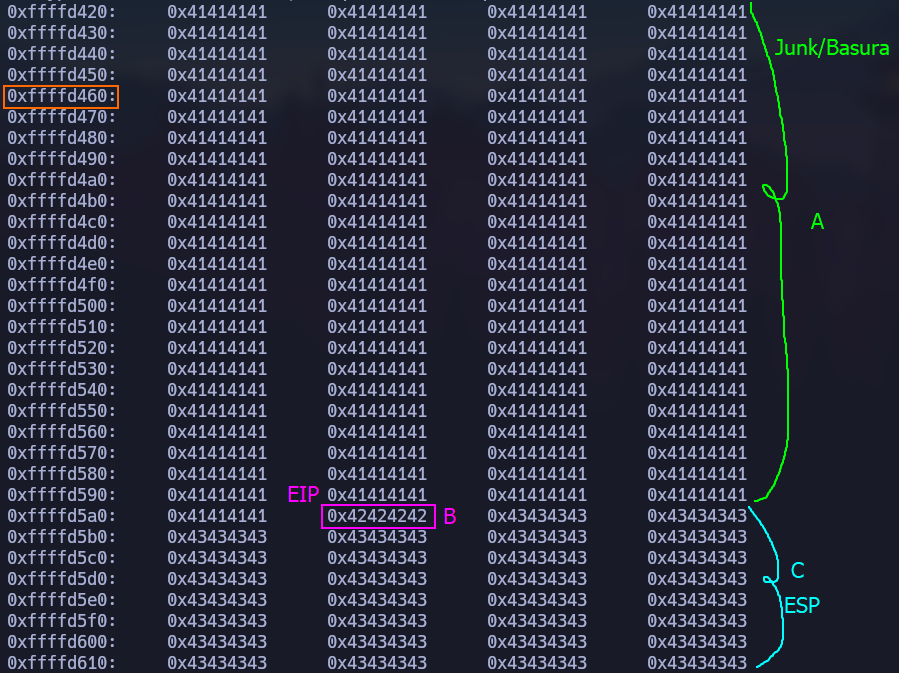 0xffffd420: 0x41414141 0x41414141 0x41414141 0x41414141
0xffffd430: 0x41414141 0x41414141 0x41414141 0x41414141
0xffffd440: 0x41414141 0x41414141 0x41414141 0x41414141 Junk/Basura
0xffffd450: 0x41414141 0x41414141 0x41414141 0x41414141
0xffffd460: 0x41414141 0x41414141 0x41414141 0x41414141
0xffffd470: 0x41414141 0x41414141 0x41414141 0x41414141
0xffffd480: 0x41414141 0x41414141 0x41414141 0x41414141
0xffffd490: 0x41414141 0x41414141 0x41414141 0x41414141
0xffffd4a0: 0x41414141 0x41414141 0x41414141 0x41414141
0xffffd4b0: 0x41414141 0x41414141 0x41414141 0x41414141
0xffffd4c0: 0x41414141 0x41414141 0x41414141 0x41414141 A
0xffffd4d0: 0x41414141 0x41414141 0x41414141 0x41414141
0xffffd4e0: 0x41414141 0x41414141 0x41414141 0x41414141
0xffffd4f0: 0x41414141 0x41414141 0x41414141 0x41414141
0xffffd500: 0x41414141 0x41414141 0x41414141 0x41414141
0xffffd510: 0x41414141 0x41414141 0x41414141 0x41414141
0xffffd520: 0x41414141 0x41414141 0x41414141 0x41414141
0xffffd530: 0x41414141 0x41414141 0x41414141 0x41414141
0xffffd540: 0x41414141 0x41414141 0x41414141 0x41414141
0xffffd550: 0x41414141 0x41414141 0x41414141 0x41414141
0xffffd560: 0x41414141 0x41414141 0x41414141 0x41414141
0xffffd570: 0x41414141 0x41414141 0x41414141 0x41414141
0xffffd580: 0x41414141 0x41414141 0x41414141 0x41414141
0xffffd590: 0x41414141 EIP 0x41414141 0x41414141 0x41414141
0xffffd5a0: 0x41414141 0x42424242 B 0x43434343 0x43434343
0xffffd5b0: 0x43434343 0x43434343 0x43434343 0x43434343
0xffffd5c0: 0x43434343 0x43434343 0x43434343 0x43434343 C
0xffffd5d0: 0x43434343 0x43434343 0x43434343 0x43434343
0xffffd5e0: 0x43434343 0x43434343 0x43434343 0x43434343 ESP
0xffffd5f0: 0x43434343 0x43434343 0x43434343 0x43434343
0xffffd600: 0x43434343 0x43434343 0x43434343 0x43434343
0xffffd610: 0x43434343 0x43434343 0x43434343 0x43434343